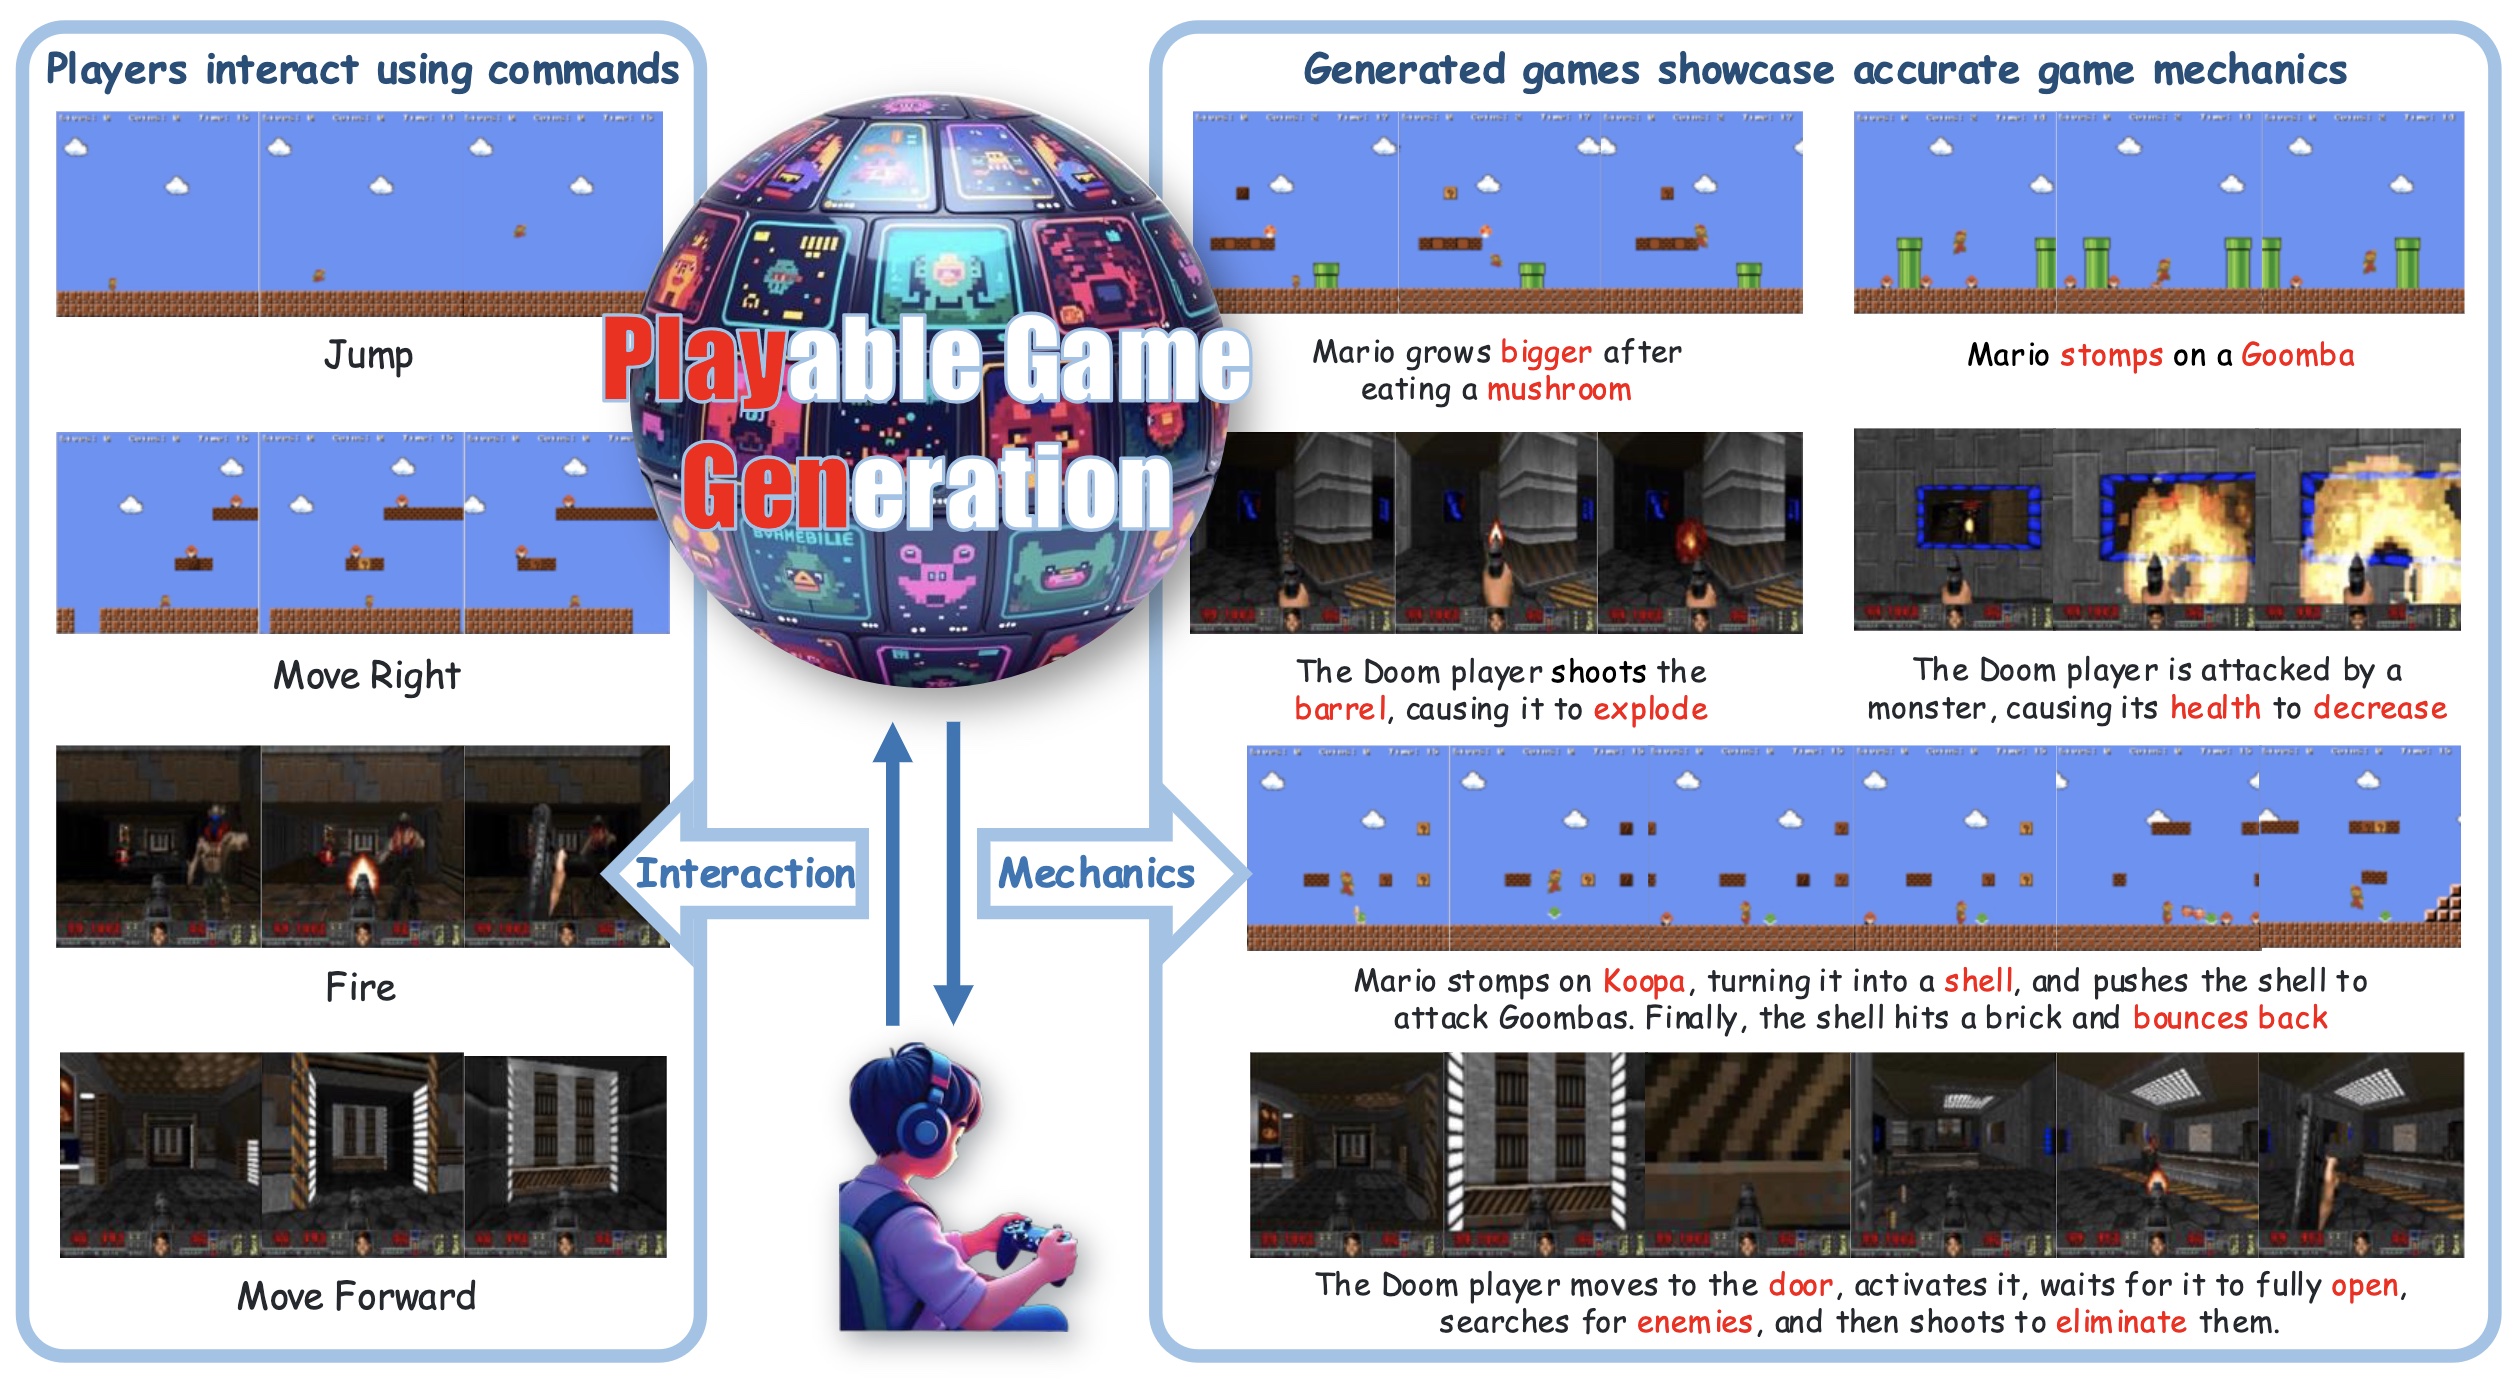 Players interact using commands
Jump
Move Right
Fire
Move Forward
Playable Game
Generation
Interaction
Mechanics
Generated games showcase accurate game mechanics
Mario grows bigger after
eating a mushroom
Mario stomps on a Goomba
The Doom player shoots the
barrel, causing it to explode
The Doom player is attacked by a
monster, causing its health to decrease
Mario stomps on Koopa, turning it into a shell, and pushes the shell to
attack Goombas. Finally, the shell hits a brick and bounces back
The Doom player moves to the door, activates it, waits for it to fully open,
searches for enemies, and then shoots to eliminate them.